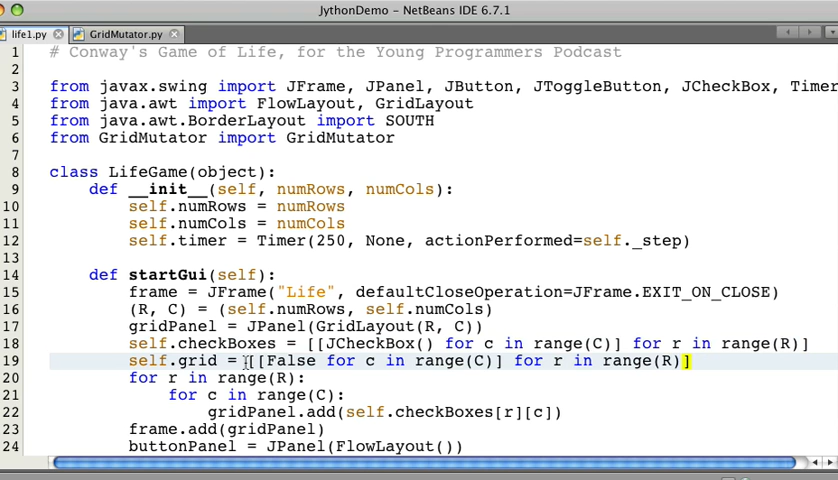 JythonDemo – NetBeans IDE 6.7.1
life1.py GridMutator.py
1 # Conway's Game of Life, for the Young Programmers Podcast
2
3 from javax.swing import JFrame, JPanel, JButton, JToggleButton, JCheckBox, Timer
4 from java.awt import FlowLayout, GridLayout
5 from java.awt.BorderLayout import SOUTH
6 from GridMutator import GridMutator
7
8 class LifeGame(object):
9 def __init__(self, numRows, numCols):
10 self.numRows = numRows
11 self.numCols = numCols
12 self.timer = Timer(250, None, actionPerformed=self._step)
13
14 def startGui(self):
15 frame = JFrame("Life", defaultCloseOperation=JFrame.EXIT_ON_CLOSE)
16 (R, C) = (self.numRows, self.numCols)
17 gridPanel = JPanel(GridLayout(R, C))
18 self.checkBoxes = [[JCheckBox() for c in range(C)] for r in range(R)]
19 self.grid = [[False for c in range(C)] for r in range(R)]
20 for r in range(R):
21 for c in range(C):
22 gridPanel.add(self.checkBoxes[r][c])
23 frame.add(gridPanel)
24 buttonPanel = JPanel(FlowLayout())